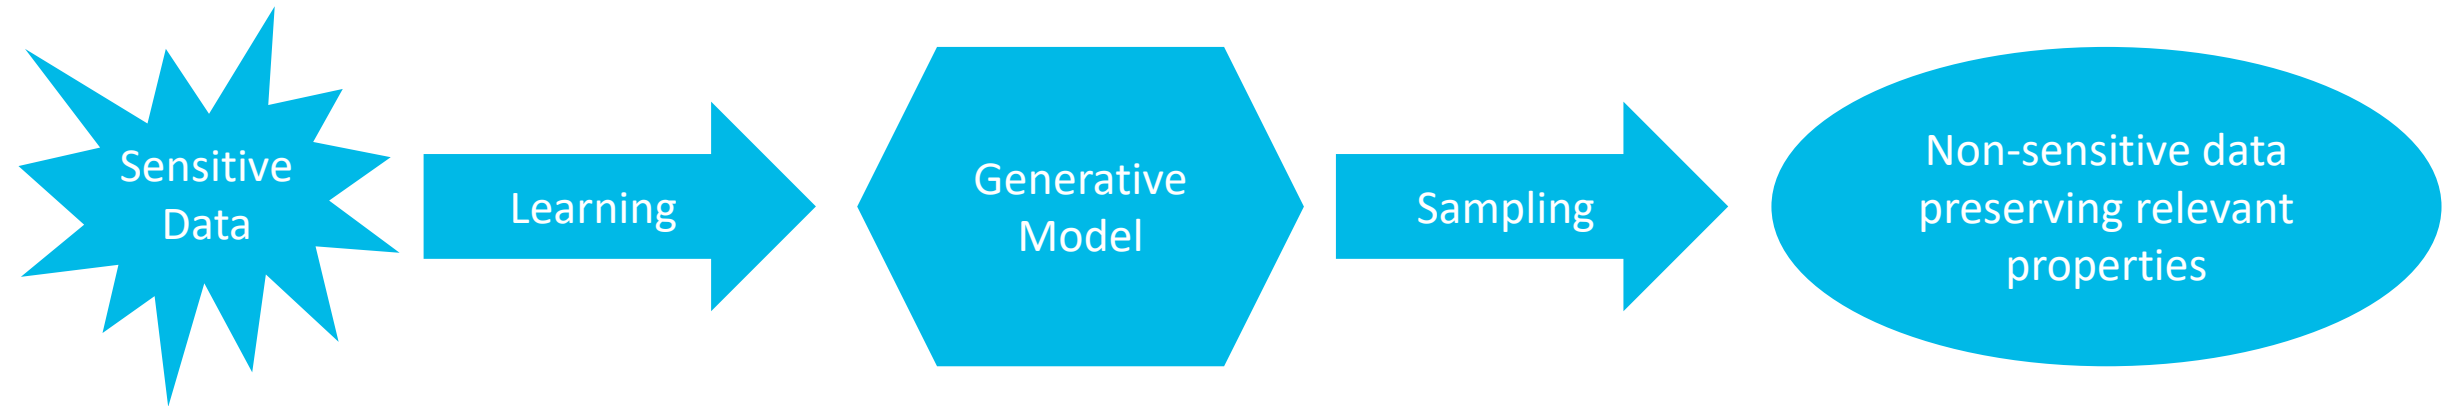 Sensitive
Data
Learning
Generative
Model
Sampling
Non-sensitive data
preserving relevant
properties